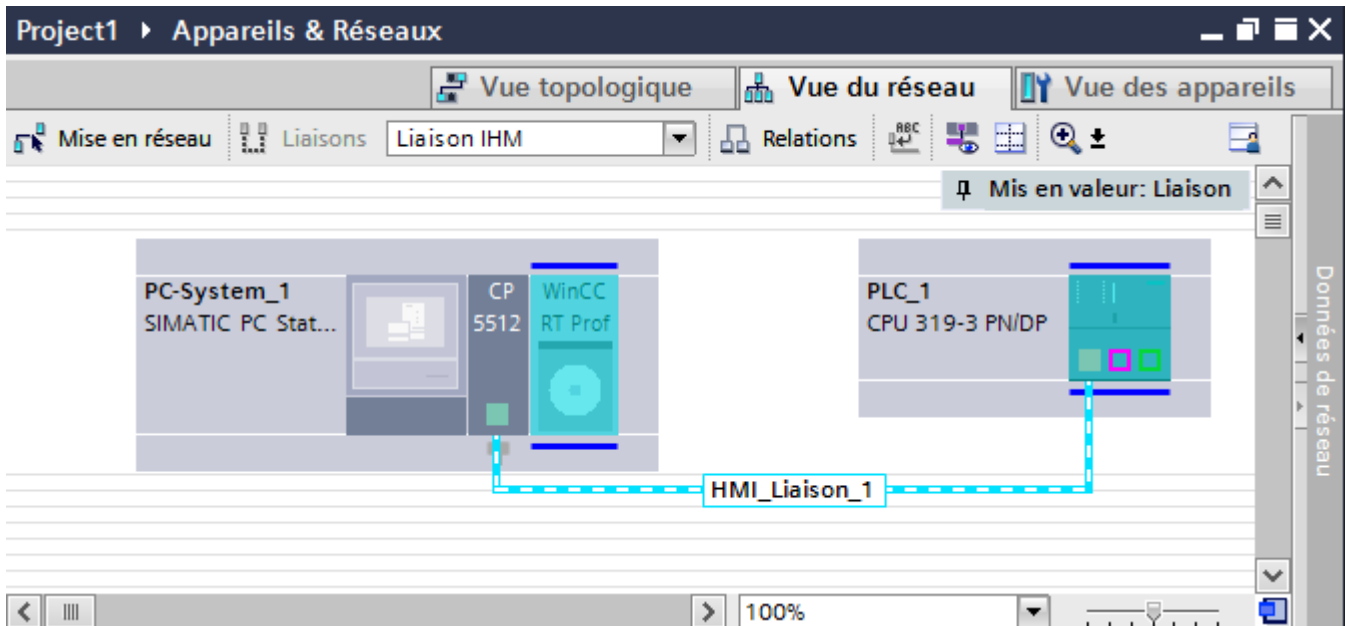 Project1 ▸ Appareils & Réseaux
Vue topologique
Vue du réseau
Vue des appareils
Mise en réseau
Liaisons
Liaison IHM
Relations
ABC
Mis en valeur: Liaison
PC-System_1
SIMATIC PC Stat...
CP
5512
WinCC
RT Prof
PLC_1
CPU 319-3 PN/DP
HMI_Liaison_1
Données de réseau
100%